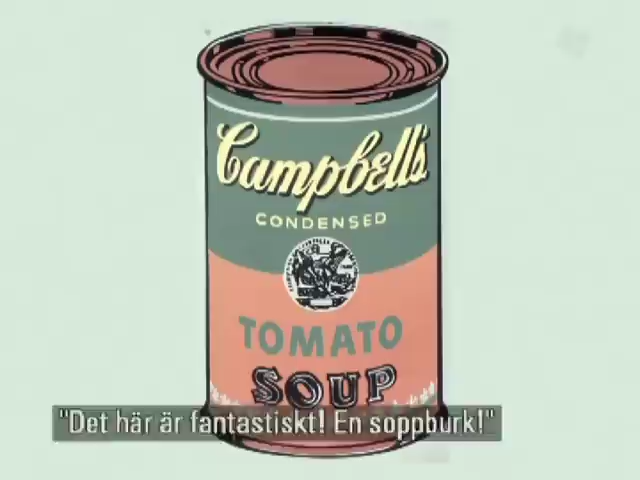 Campbell's
CONDENSED
TOMATO
SOUP
"Det här är fantastiskt! En soppburk!"